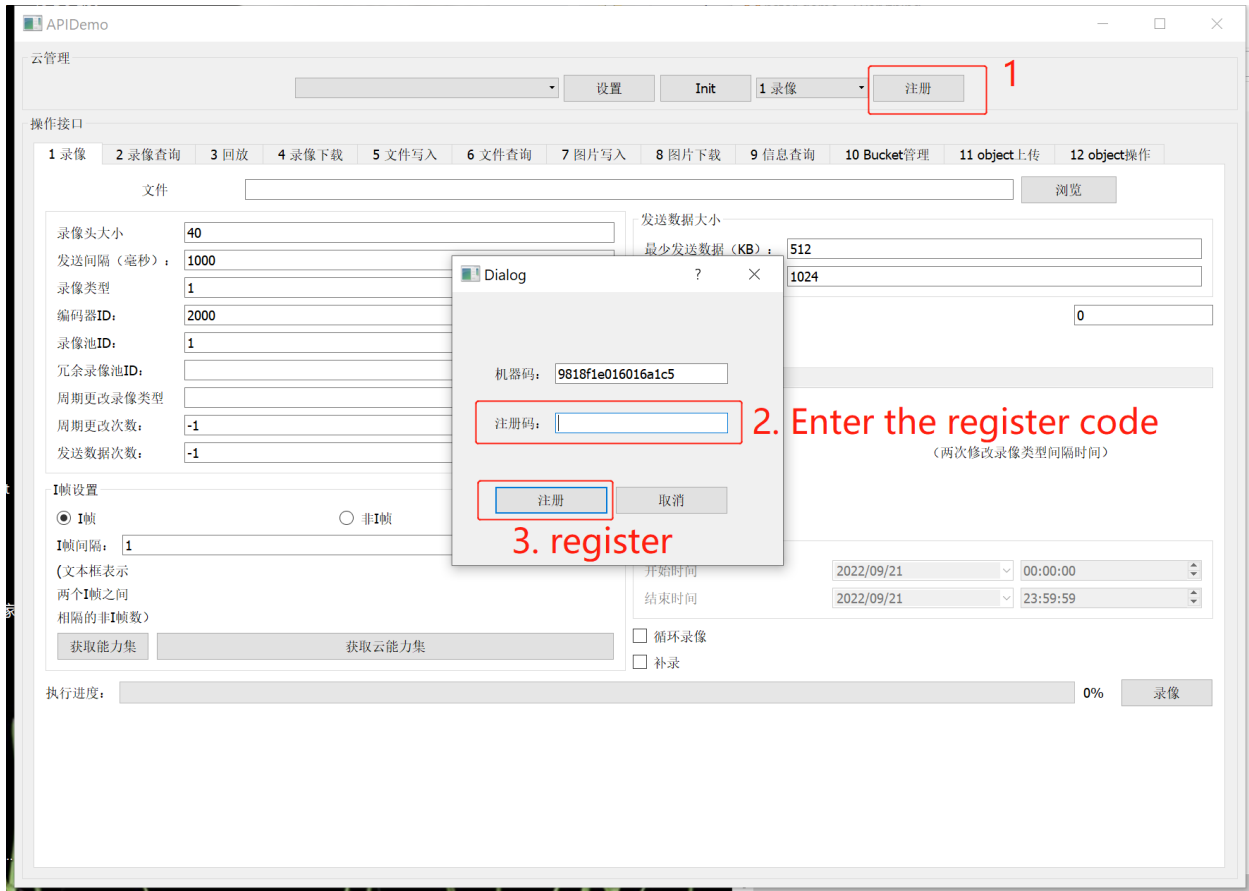 APIDemo
云管理
设置
Init
1 录像
注册
1
操作接口
1 录像
2 录像查询
3 回放
4 录像下载
5 文件写入
6 文件查询
7 图片写入
8 图片下载
9 信息查询
10 Bucket管理
11 object上传
12 object操作
文件
浏览
录像头大小
40
发送间隔（毫秒）：
1000
录像类型
1
编码器ID：
2000
录像池ID：
1
冗余录像池ID：
周期更改录像类型
周期更改次数：
-1
发送数据次数：
-1
发送数据大小
最少发送数据（KB）：
512
1024
0
（两次修改录像类型间隔时间）
Dialog
?
机器码：
9818f1e016016a1c5
注册码：
2. Enter the register code
注册
取消
3. register
I帧设置
I帧
非I帧
I帧间隔：
1
(文本框表示
两个I帧之间
相隔的非I帧数）
获取能力集
获取云能力集
开始时间
2022/09/21
00:00:00
结束时间
2022/09/21
23:59:59
循环录像
补录
执行进度：
0%
录像